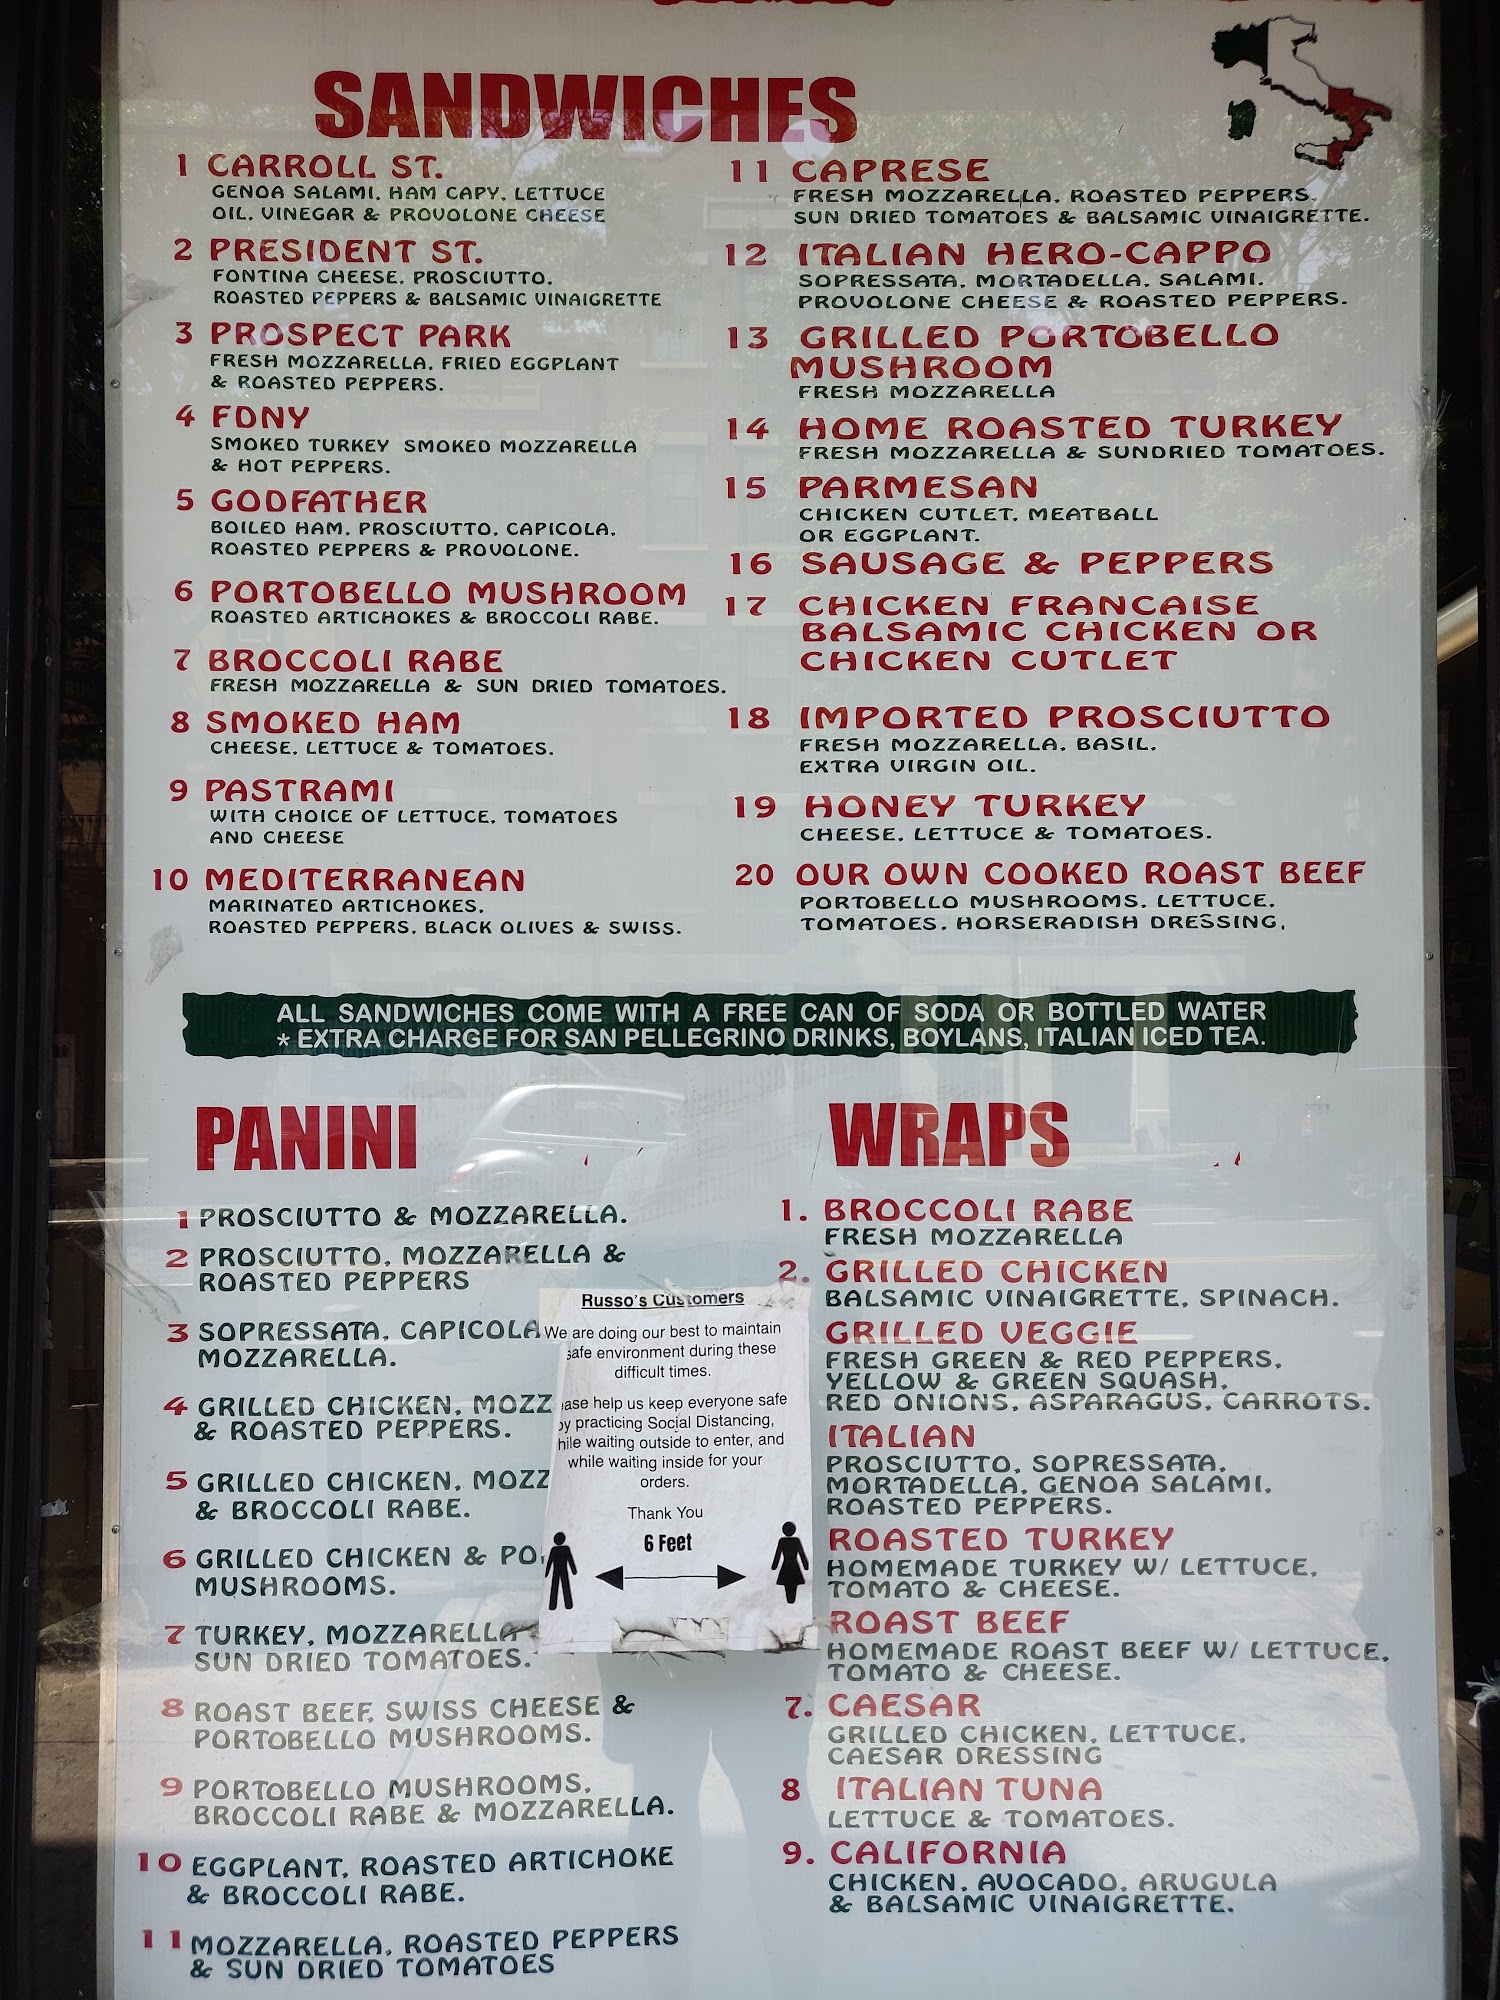 SANDWICHES
1 CARROLL ST.
GENOA SALAMI, HAM CAPY, LETTUCE
OIL, VINEGAR & PROVOLONE CHEESE
2 PRESIDENT ST.
FONTINA CHEESE, PROSCIUTTO,
ROASTED PEPPERS & BALSAMIC VINAIGRETTE
3 PROSPECT PARK
FRESH MOZZARELLA, FRIED EGGPLANT
& ROASTED PEPPERS.
4 FDNY
SMOKED TURKEY SMOKED MOZZARELLA
& HOT PEPPERS.
5 GODFATHER
BOILED HAM, PROSCIUTTO, CAPICOLA,
ROASTED PEPPERS & PROVOLONE.
6 PORTOBELLO MUSHROOM
ROASTED ARTICHOKES & BROCCOLI RABE.
7 BROCCOLI RABE
FRESH MOZZARELLA & SUN DRIED TOMATOES.
8 SMOKED HAM
CHEESE, LETTUCE & TOMATOES.
9 PASTRAMI
WITH CHOICE OF LETTUCE, TOMATOES
AND CHEESE
10 MEDITERRANEAN
MARINATED ARTICHOKES,
ROASTED PEPPERS, BLACK OLIVES & SWISS.
11 CAPRESE
FRESH MOZZARELLA, ROASTED PEPPERS,
SUN DRIED TOMATOES & BALSAMIC VINAIGRETTE.
12 ITALIAN HERO-CAPPO
SOPRESSATA, MORTADELLA, SALAMI,
PROVOLONE CHEESE & ROASTED PEPPERS.
13 GRILLED PORTOBELLO
MUSHROOM
FRESH MOZZARELLA
14 HOME ROASTED TURKEY
FRESH MOZZARELLA & SUNDRIED TOMATOES.
15 PARMESAN
CHICKEN CUTLET, MEATBALL
OR EGGPLANT.
16 SAUSAGE & PEPPERS
17 CHICKEN FRANCAISE
BALSAMIC CHICKEN OR
CHICKEN CUTLET
18 IMPORTED PROSCIUTTO
FRESH MOZZARELLA, BASIL,
EXTRA VIRGIN OIL.
19 HONEY TURKEY
CHEESE, LETTUCE & TOMATOES.
20 OUR OWN COOKED ROAST BEEF
PORTOBELLO MUSHROOMS, LETTUCE,
TOMATOES, HORSERADISH DRESSING,
ALL SANDWICHES COME WITH A FREE CAN OF SODA OR BOTTLED WATER
* EXTRA CHARGE FOR SAN PELLEGRINO DRINKS, BOYLANS, ITALIAN ICED TEA.
PANINI
1 PROSCIUTTO & MOZZARELLA.
2 PROSCIUTTO, MOZZARELLA &
ROASTED PEPPERS
3 SOPRESSATA, CAPICOLA
MOZZARELLA.
4 GRILLED CHICKEN, MOZZ
& ROASTED PEPPERS.
5 GRILLED CHICKEN, MOZZ
& BROCCOLI RABE.
6 GRILLED CHICKEN & PO
MUSHROOMS.
7 TURKEY, MOZZARELLA
SUN DRIED TOMATOES.
8 ROAST BEEF, SWISS CHEESE &
PORTOBELLO MUSHROOMS.
9 PORTOBELLO MUSHROOMS,
BROCCOLI RABE & MOZZARELLA.
10 EGGPLANT, ROASTED ARTICHOKE
& BROCCOLI RABE.
11 MOZZARELLA, ROASTED PEPPERS
& SUN DRIED TOMATOES
Russo's Customers
We are doing our best to maintain
safe environment during these
difficult times.
ease help us keep everyone safe
by practicing Social Distancing,
hile waiting outside to enter, and
while waiting inside for your
orders.
Thank You
6 Feet
WRAPS
1. BROCCOLI RABE
FRESH MOZZARELLA
2. GRILLED CHICKEN
BALSAMIC VINAIGRETTE, SPINACH.
GRILLED VEGGIE
FRESH GREEN & RED PEPPERS,
YELLOW & GREEN SQUASH,
RED ONIONS, ASPARAGUS, CARROTS.
ITALIAN
PROSCIUTTO, SOPRESSATA,
MORTADELLA, GENOA SALAMI,
ROASTED PEPPERS.
ROASTED TURKEY
HOMEMADE TURKEY W/ LETTUCE,
TOMATO & CHEESE.
ROAST BEEF
HOMEMADE ROAST BEEF W/ LETTUCE,
TOMATO & CHEESE.
7. CAESAR
GRILLED CHICKEN, LETTUCE,
CAESAR DRESSING
8 ITALIAN TUNA
LETTUCE & TOMATOES.
9. CALIFORNIA
CHICKEN, AVOCADO, ARUGULA
& BALSAMIC VINAIGRETTE.